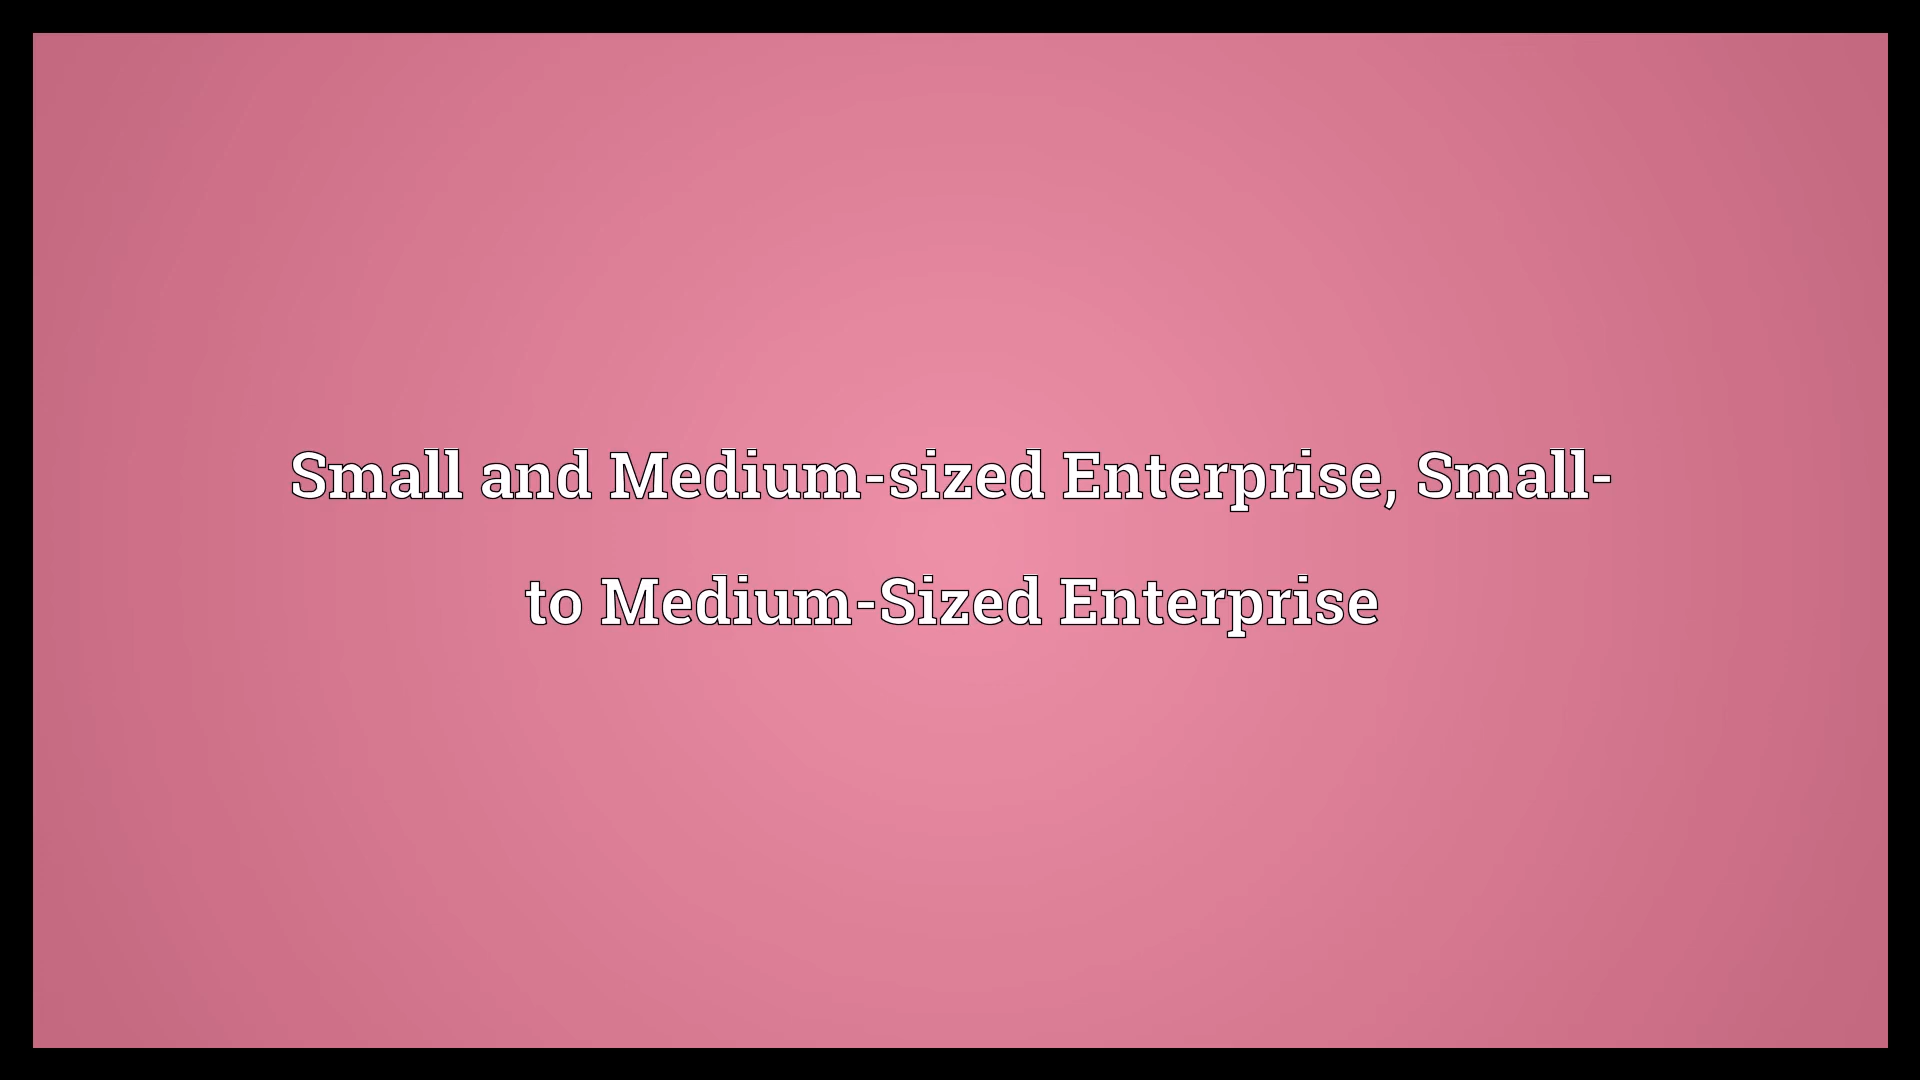 Small and Medium-sized Enterprise, Small-
to Medium-Sized Enterprise